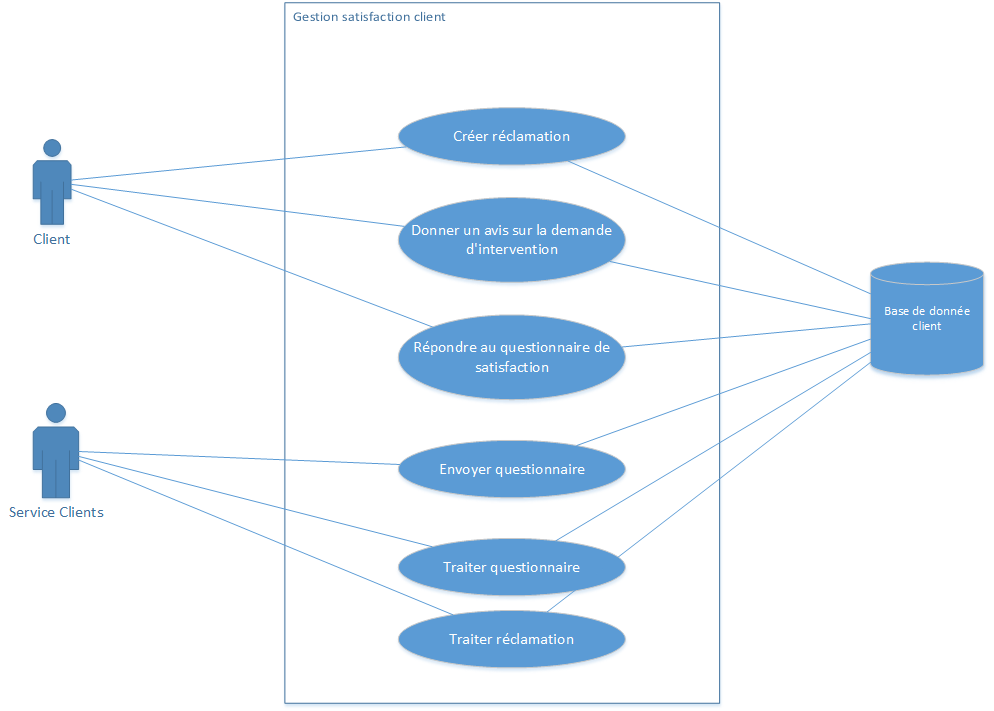 Gestion satisfaction client
Créer réclamation
Donner un avis sur la demande
d'intervention
Client
Base de donnée
client
Répondre au questionnaire de
satisfaction
Envoyer questionnaire
Service Clients
Traiter questionnaire
Traiter réclamation